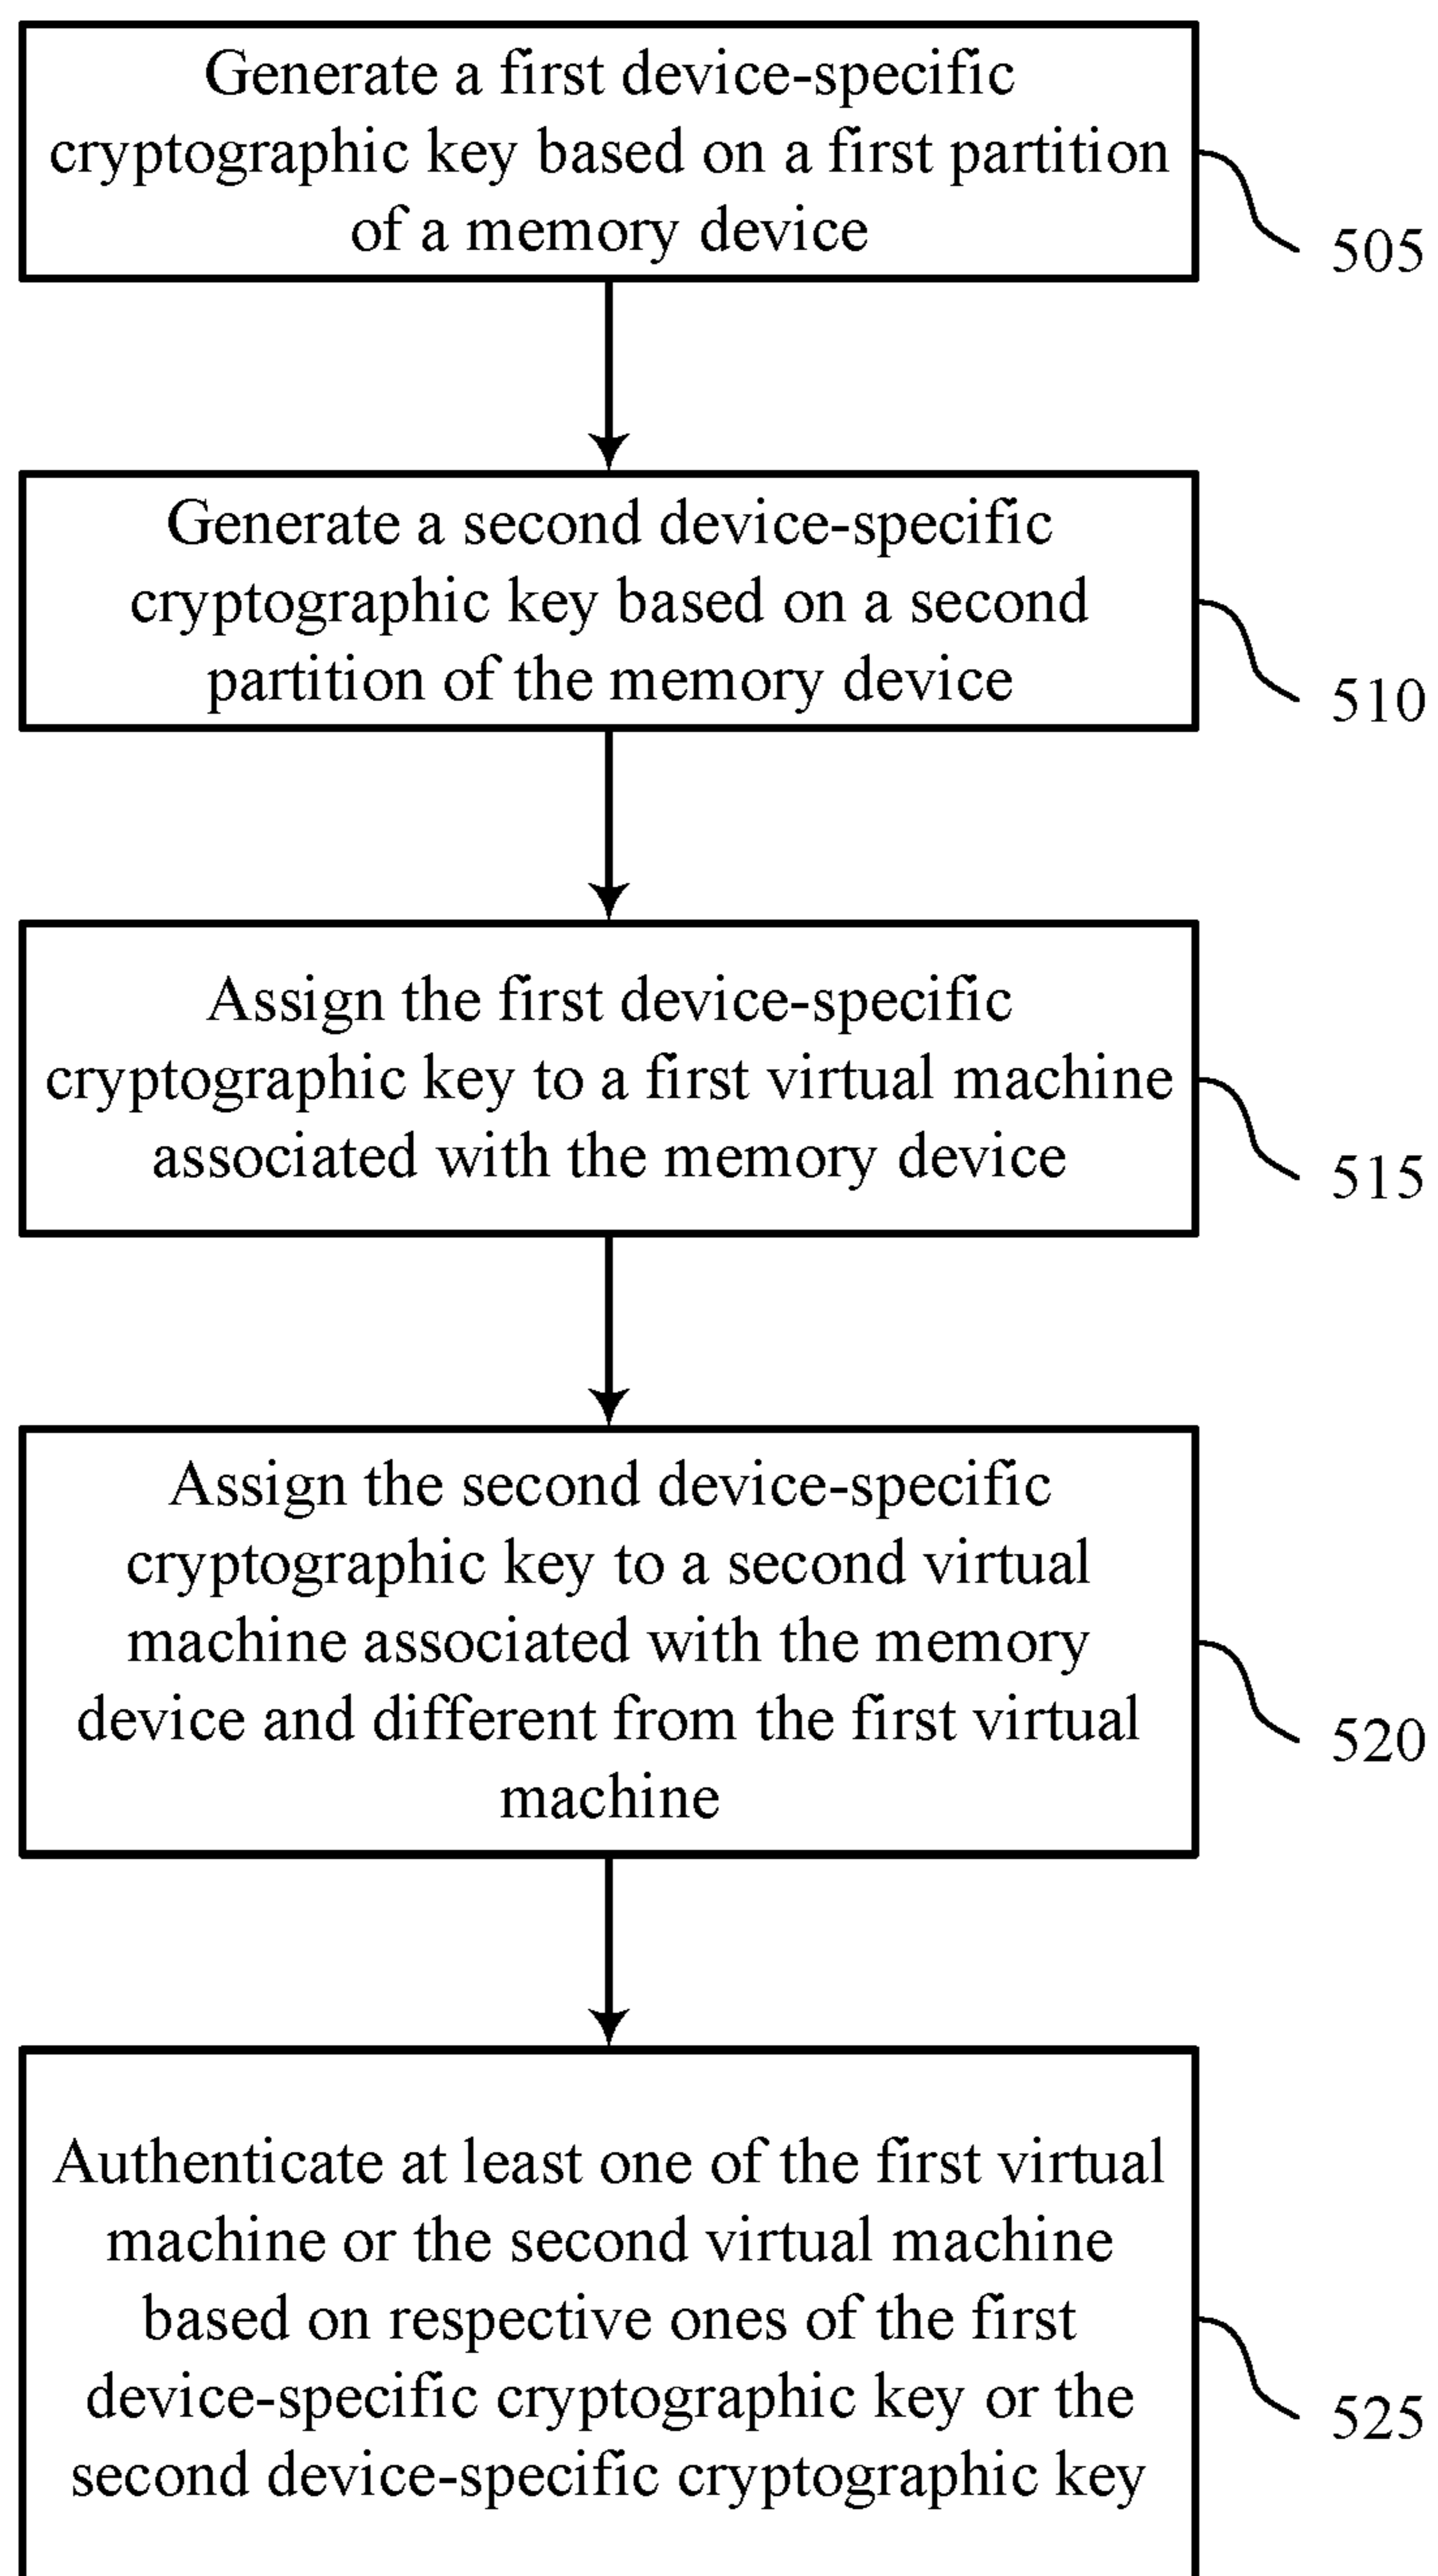 Generate a first device-specific
cryptographic key based on a first partition
of a memory device
505
Generate a second device-specific
cryptographic key based on a second
partition of the memory device
510
Assign the first device-specific
cryptographic key to a first virtual machine
associated with the memory device
515
Assign the second device-specific
cryptographic key to a second virtual
machine associated with the memory
device and different from the first virtual
machine
520
Authenticate at least one of the first virtual
machine or the second virtual machine
based on respective ones of the first
device-specific cryptographic key or the
second device-specific cryptographic key
525